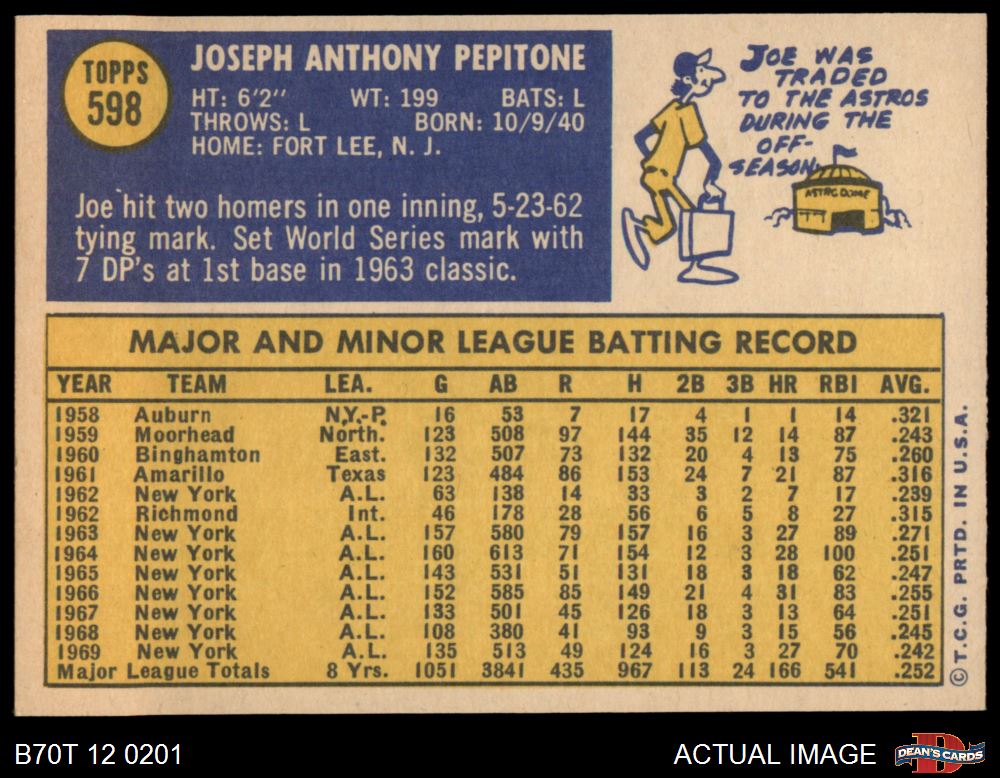 TOPPS
598
JOSEPH ANTHONY PEPITONE
HT: 6'2" WT: 199 BATS: L
THROWS: L BORN: 10/9/40
HOME: FORT LEE, N. J.
Joe hit two homers in one inning, 5-23-62
tying mark. Set World Series mark with
7 DP's at 1st base in 1963 classic.
JOE WAS
TRADED
TO THE ASTROS
DURING THE
OFF-
SEASON.
ASTRO DOME
MAJOR AND MINOR LEAGUE BATTING RECORD
YEAR TEAM LEA. G AB R H 2B 3B HR RBI AVG.
1958 Auburn N.Y.-P. 16 53 7 17 4 1 1 14 .321
1959 Moorhead North. 123 508 97 144 35 12 14 87 .243
1960 Binghamton East. 132 507 73 132 20 4 13 75 .260
1961 Amarillo Texas 123 484 86 153 24 7 21 87 .316
1962 New York A.L. 63 138 14 33 3 2 7 17 .239
1962 Richmond Int. 46 178 28 56 6 5 8 27 .315
1963 New York A.L. 157 580 79 157 16 3 27 89 .271
1964 New York A.L. 160 613 71 154 12 3 28 100 .251
1965 New York A.L. 143 531 51 131 18 3 18 62 .247
1966 New York A.L. 152 585 85 149 21 4 31 83 .255
1967 New York A.L. 133 501 45 126 18 3 13 64 .251
1968 New York A.L. 108 380 41 93 9 3 15 56 .245
1969 New York A.L. 135 513 49 124 16 3 27 70 .242
Major League Totals 8 Yrs. 1051 3841 435 967 113 24 166 541 .252
© T.C.G. PRTD. IN U.S.A.
B70T 12 0201
ACTUAL IMAGE
DEAN'S CARDS